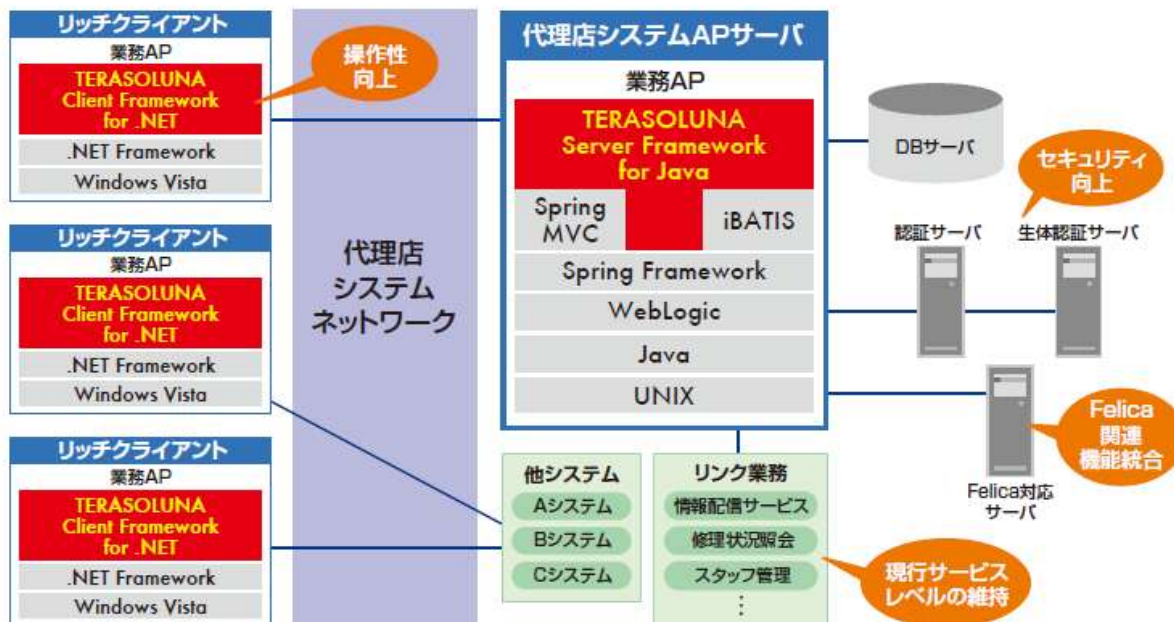 リッチクライアント
業務AP
TERASOLUNA
Client Framework
for .NET
.NET Framework
Windows Vista
操作性
向上
リッチクライアント
業務AP
TERASOLUNA
Client Framework
for .NET
.NET Framework
Windows Vista
リッチクライアント
業務AP
TERASOLUNA
Client Framework
for .NET
.NET Framework
Windows Vista
代理店
システム
ネットワーク
代理店システムAPサーバ
業務AP
TERASOLUNA
Server Framework
for Java
Spring
MVC
iBATIS
Spring Framework
WebLogic
Java
UNIX
他システム
Aシステム
Bシステム
Cシステム
リンク業務
情報配信サービス
修理状況照会
スタッフ管理
⋮
現行サービス
レベルの維持
DBサーバ
セキュリティ
向上
認証サーバ
生体認証サーバ
Felica
関連
機能統合
Felica対応
サーバ